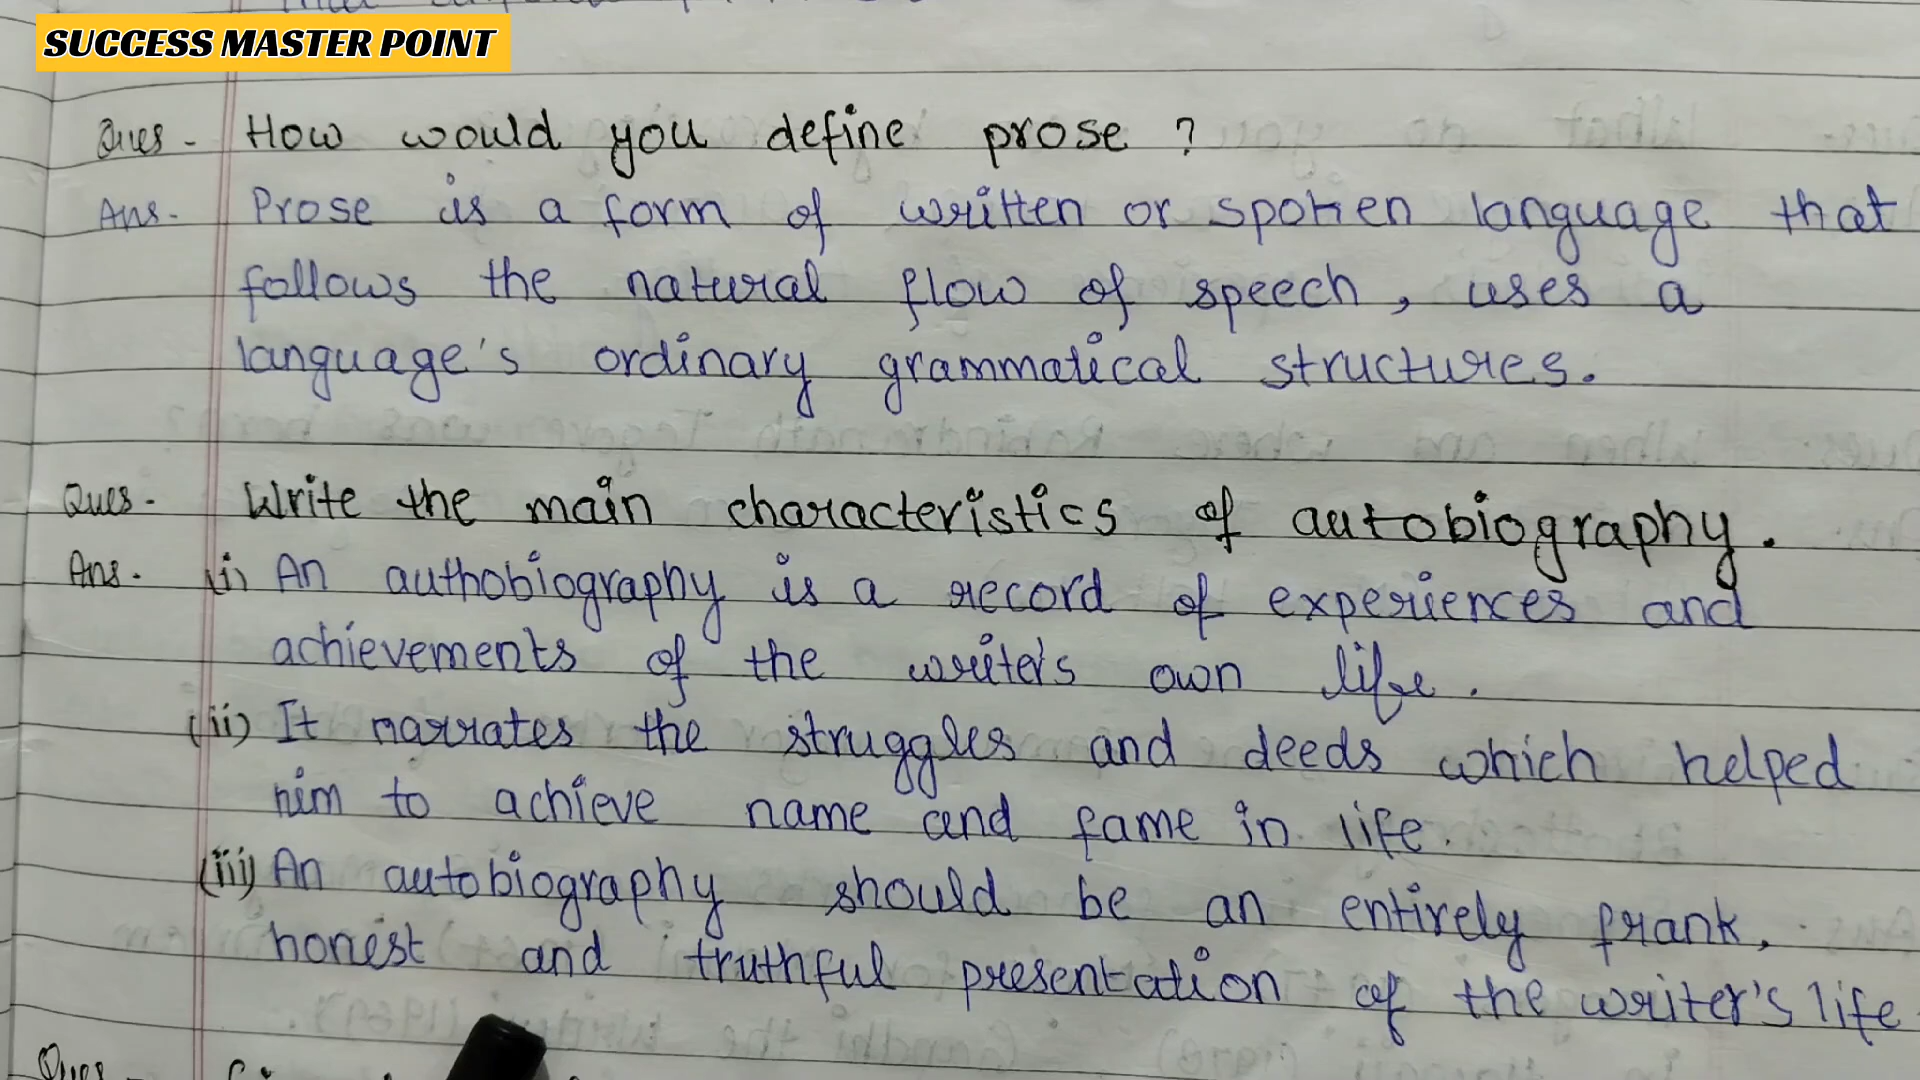 SUCCESS MASTER POINT
Ques - How would you define prose ?
Ans - Prose is a form of written or spoken language that
follows the natural flow of speech, uses a
language's ordinary grammatical structures.
Ques - Write the main characteristics of autobiography.
Ans - (i) An authobiography is a record of experiences and
achievements of the writer's own life.
(ii) It narrates the struggles and deeds which helped
him to achieve name and fame in life.
(iii) An autobiography should be an entirely frank,
honest and truthful presentation of the writer's life
Ques -